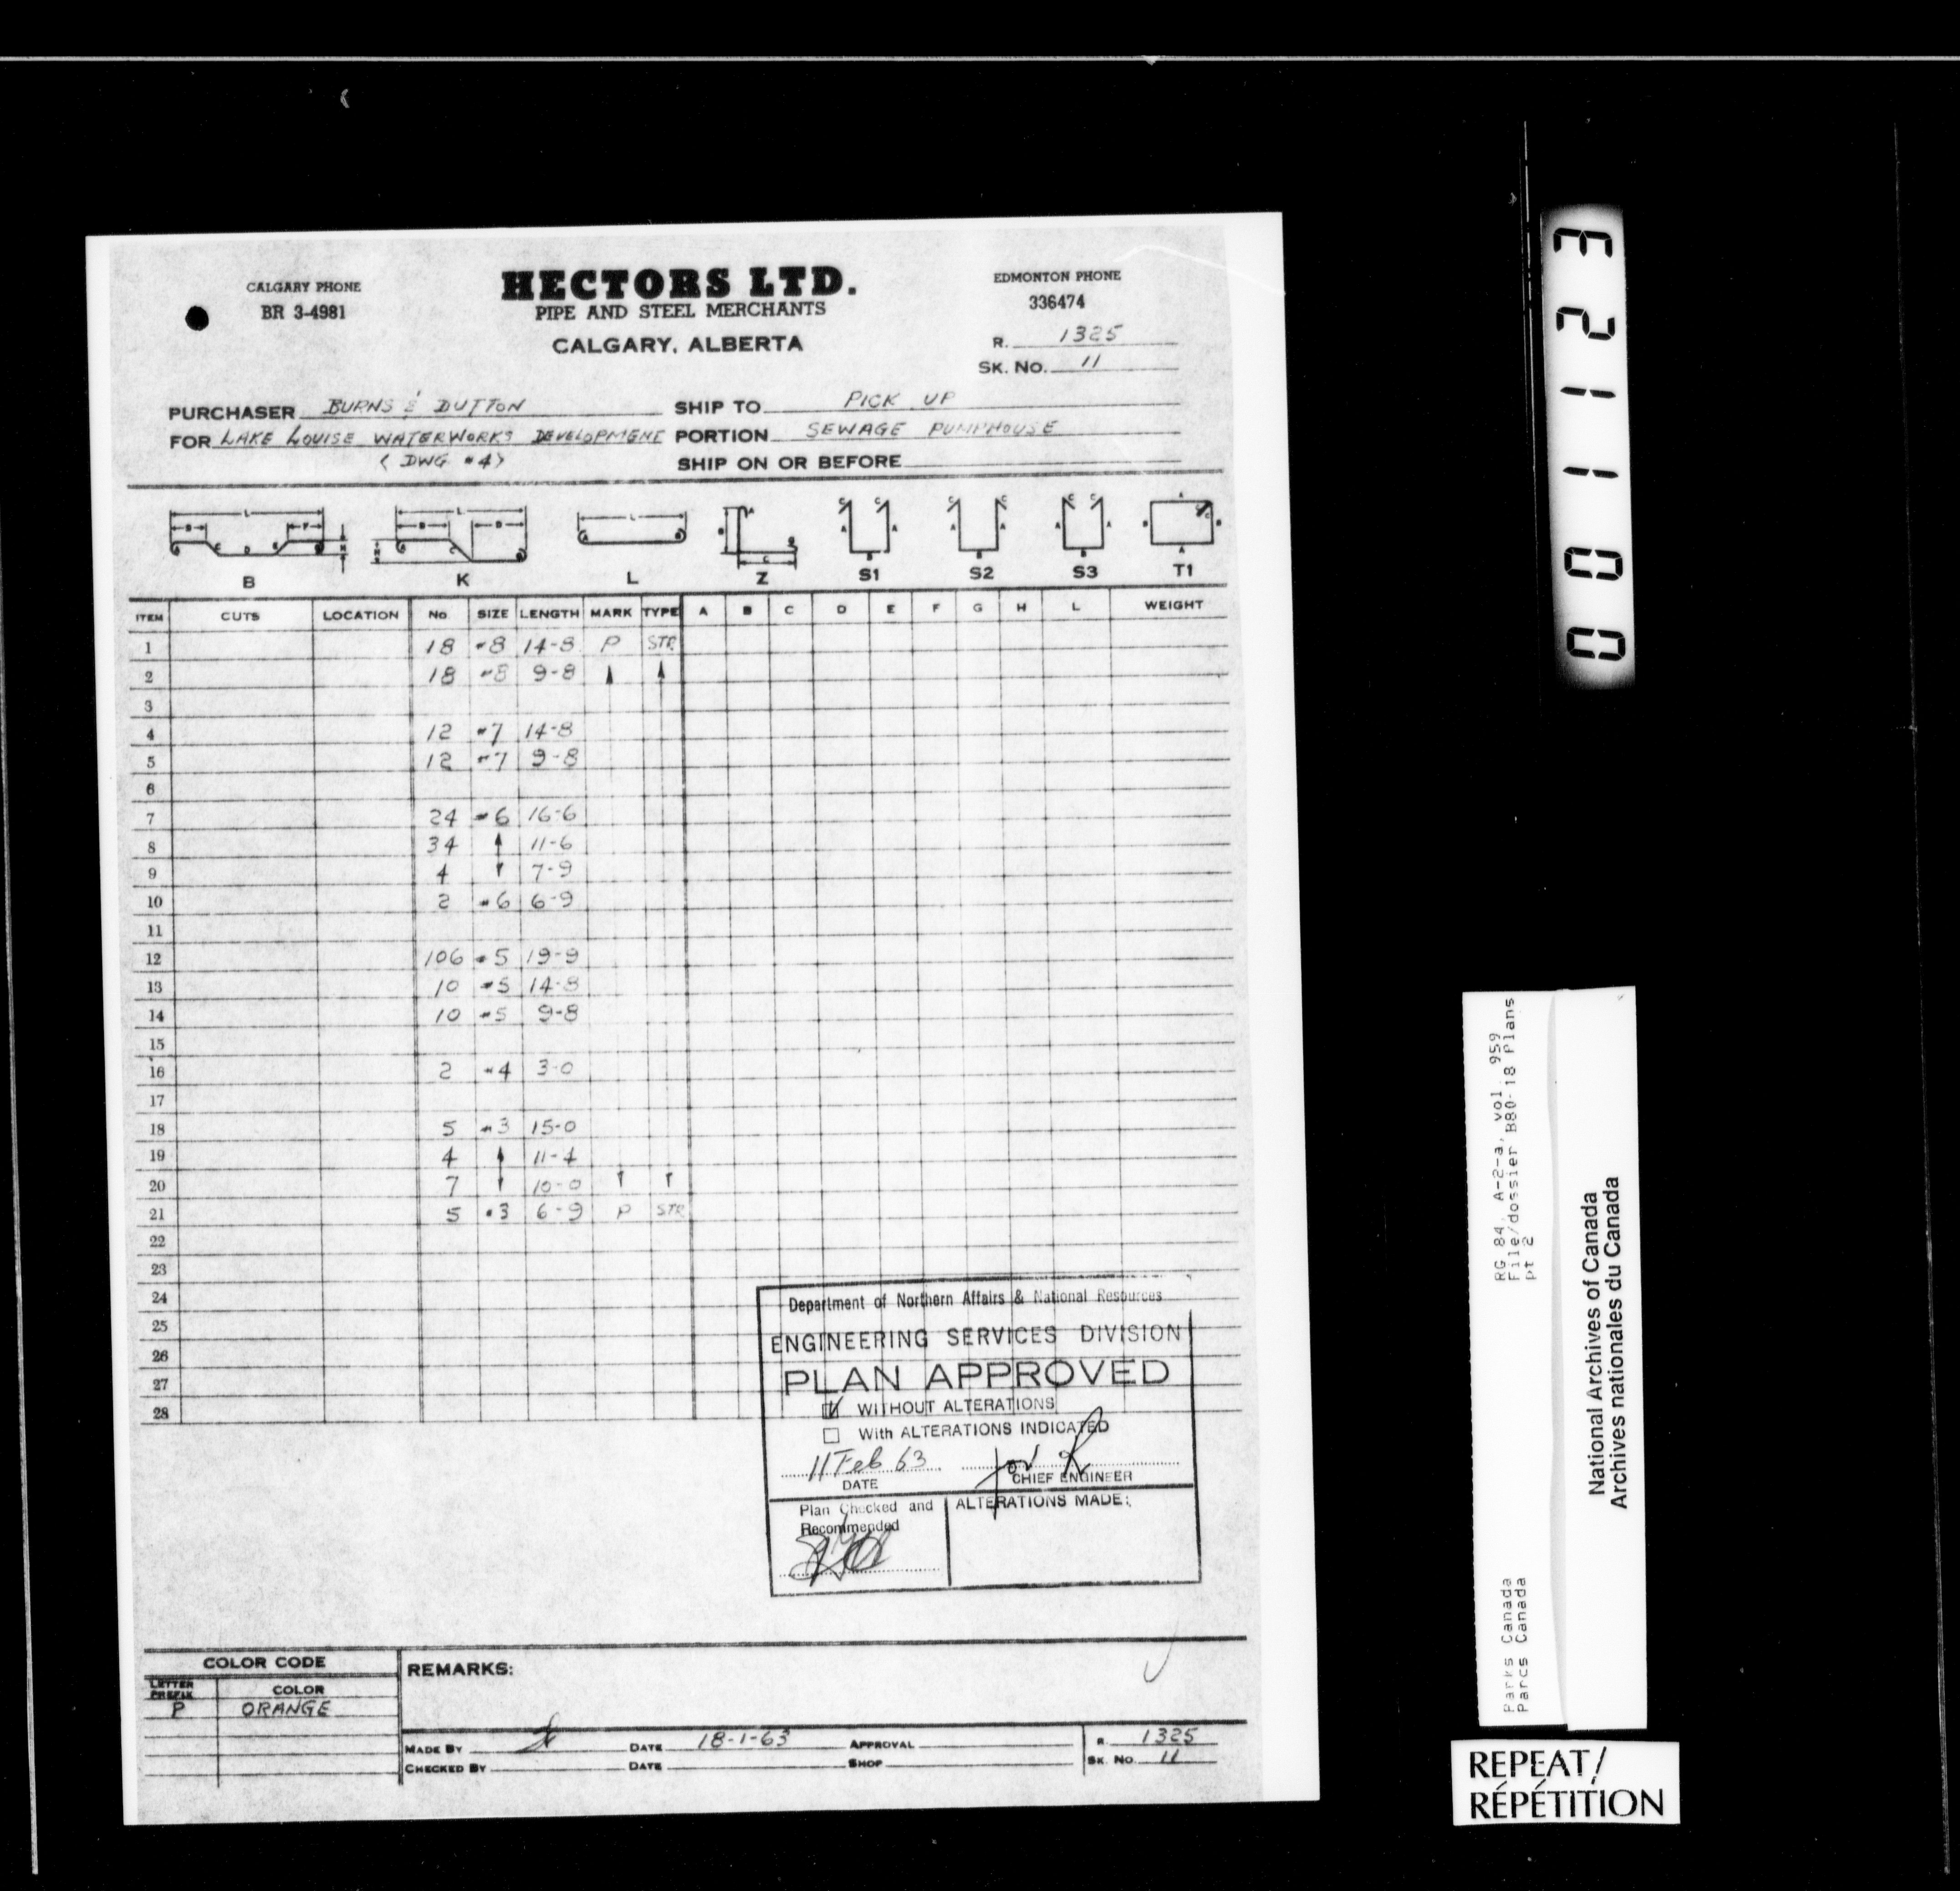 CALGARY PHONE
BR 3-4981
HECTORS LTD.
PIPE AND STEEL MERCHANTS
CALGARY, ALBERTA
EDMONTON PHONE
336474
R. 1325
SK. NO. 11
PURCHASER BURNS & DUTTON SHIP TO PICK UP
FOR LAKE LOUISE WATERWORKS DEVELOPMENT PORTION SEWAGE PUMPHOUSE
(DWG #4) SHIP ON OR BEFORE
B K L Z S1 S2 S3 T1
ITEM CUTS LOCATION No SIZE LENGTH MARK TYPE A B C D E F G H L WEIGHT
1 18 #8 14-8 P STR
2 18 #8 9-8
3
4 12 #7 14-8
5 12 #7 9-8
6
7 24 #6 16-6
8 34 11-6
9 4 7-9
10 2 #6 6-9
11
12 106 #5 19-9
13 10 #5 14-8
14 10 #5 9-8
15
16 2 #4 3-0
17
18 5 #3 15-0
19 4 11-4
20 7 10-0
21 5 #3 6-9 P STR
22
23
24
25
26
27
28
Department of Northern Affairs & National Resources
ENGINEERING SERVICES DIVISION
PLAN APPROVED
WITHOUT ALTERATIONS
With ALTERATIONS INDICATED
11 Feb 63
DATE CHIEF ENGINEER
Plan Checked and Recommended
ALTERATIONS MADE:
COLOR CODE
LETTER PREFIX COLOR
P ORANGE
REMARKS:
MADE BY DATE 18-1-63 APPROVAL R. 1325
CHECKED BY DATE SHOP SK. NO. 11
001123
RG 84, A-2-a, vol. 959
File/dossier B80-18 Plans
pt 2
Parks Canada
Parcs Canada
National Archives of Canada
Archives nationales du Canada
REPEAT/
RÉPÉTITION